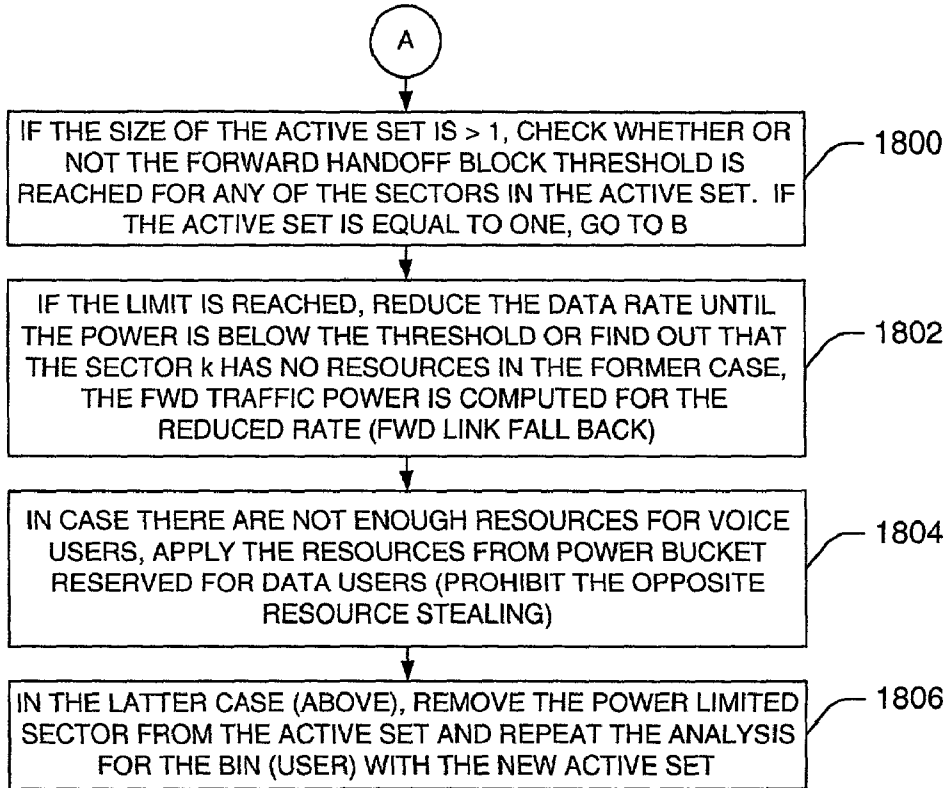 A
IF THE SIZE OF THE ACTIVE SET IS > 1, CHECK WHETHER OR
NOT THE FORWARD HANDOFF BLOCK THRESHOLD IS
REACHED FOR ANY OF THE SECTORS IN THE ACTIVE SET. IF
THE ACTIVE SET IS EQUAL TO ONE, GO TO B
1800
IF THE LIMIT IS REACHED, REDUCE THE DATA RATE UNTIL
THE POWER IS BELOW THE THRESHOLD OR FIND OUT THAT
THE SECTOR k HAS NO RESOURCES IN THE FORMER CASE,
THE FWD TRAFFIC POWER IS COMPUTED FOR THE
REDUCED RATE (FWD LINK FALL BACK)
1802
IN CASE THERE ARE NOT ENOUGH RESOURCES FOR VOICE
USERS, APPLY THE RESOURCES FROM POWER BUCKET
RESERVED FOR DATA USERS (PROHIBIT THE OPPOSITE
RESOURCE STEALING)
1804
IN THE LATTER CASE (ABOVE), REMOVE THE POWER LIMITED
SECTOR FROM THE ACTIVE SET AND REPEAT THE ANALYSIS
FOR THE BIN (USER) WITH THE NEW ACTIVE SET
1806